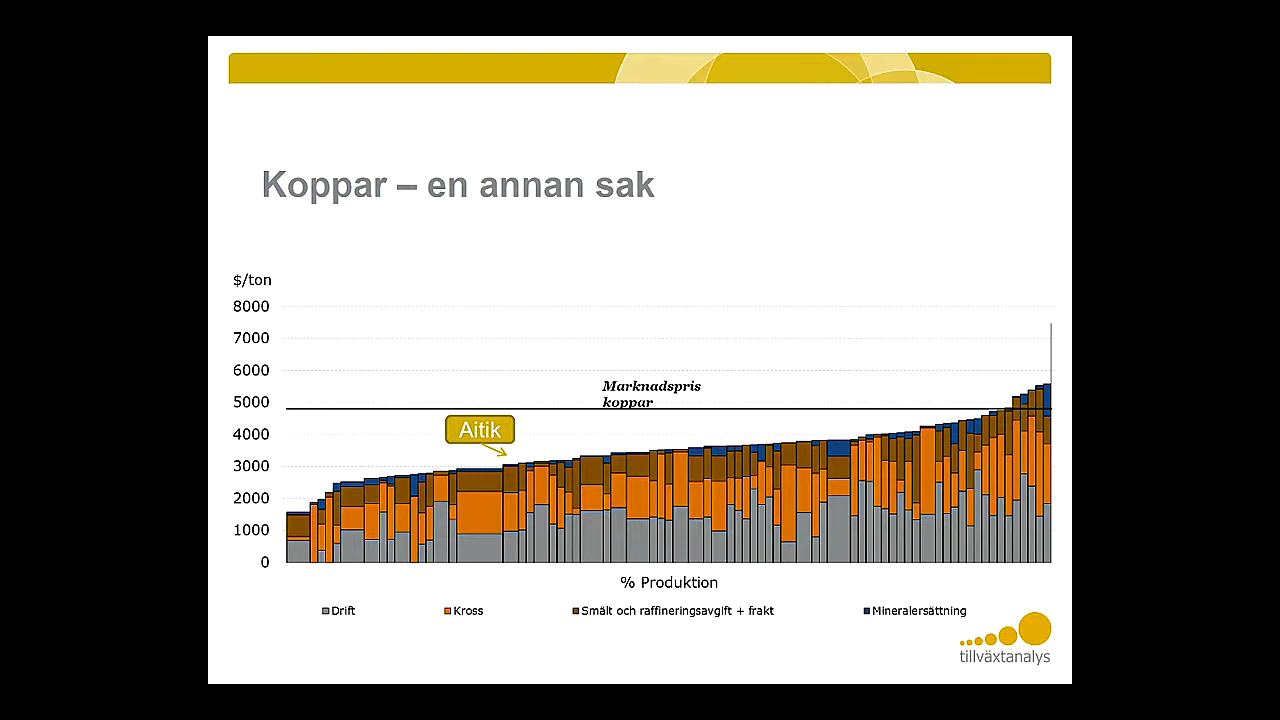 Koppar – en annan sak
$/ton
8000
7000
6000
5000
4000
3000
2000
1000
0
Marknadspris
koppar
Aitik
% Produktion
Drift
Kross
Smält och raffineringsavgift + frakt
Mineralersättning
tillväxtanalys